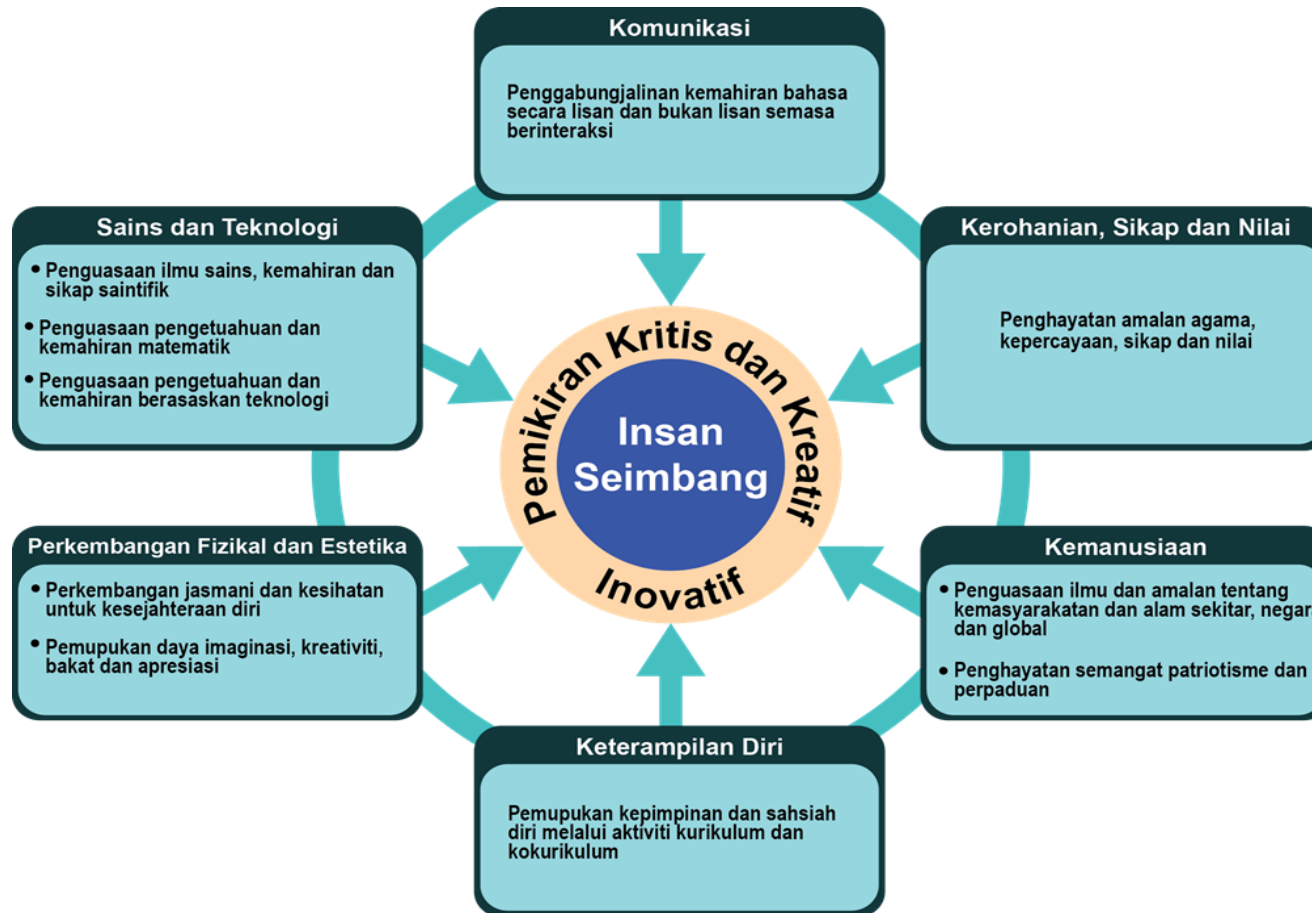 Komunikasi
Penggabungjalinan kemahiran bahasa
secara lisan dan bukan lisan semasa
berinteraksi
Sains dan Teknologi
• Penguasaan ilmu sains, kemahiran dan
sikap saintifik
• Penguasaan pengetuahuan dan
kemahiran matematik
• Penguasaan pengetuahuan dan
kemahiran berasaskan teknologi
Kerohanian, Sikap dan Nilai
Penghayatan amalan agama,
kepercayaan, sikap dan nilai
Pemikiran Kritis dan Kreatif
Insan
Seimbang
Inovatif
Perkembangan Fizikal dan Estetika
• Perkembangan jasmani dan kesihatan
untuk kesejahteraan diri
• Pemupukan daya imaginasi, kreativiti,
bakat dan apresiasi
Kemanusiaan
• Penguasaan ilmu dan amalan tentang
kemasyarakatan dan alam sekitar, negar
dan global
• Penghayatan semangat patriotisme dan
perpaduan
Keterampilan Diri
Pemupukan kepimpinan dan sahsiah
diri melalui aktiviti kurikulum dan
kokurikulum